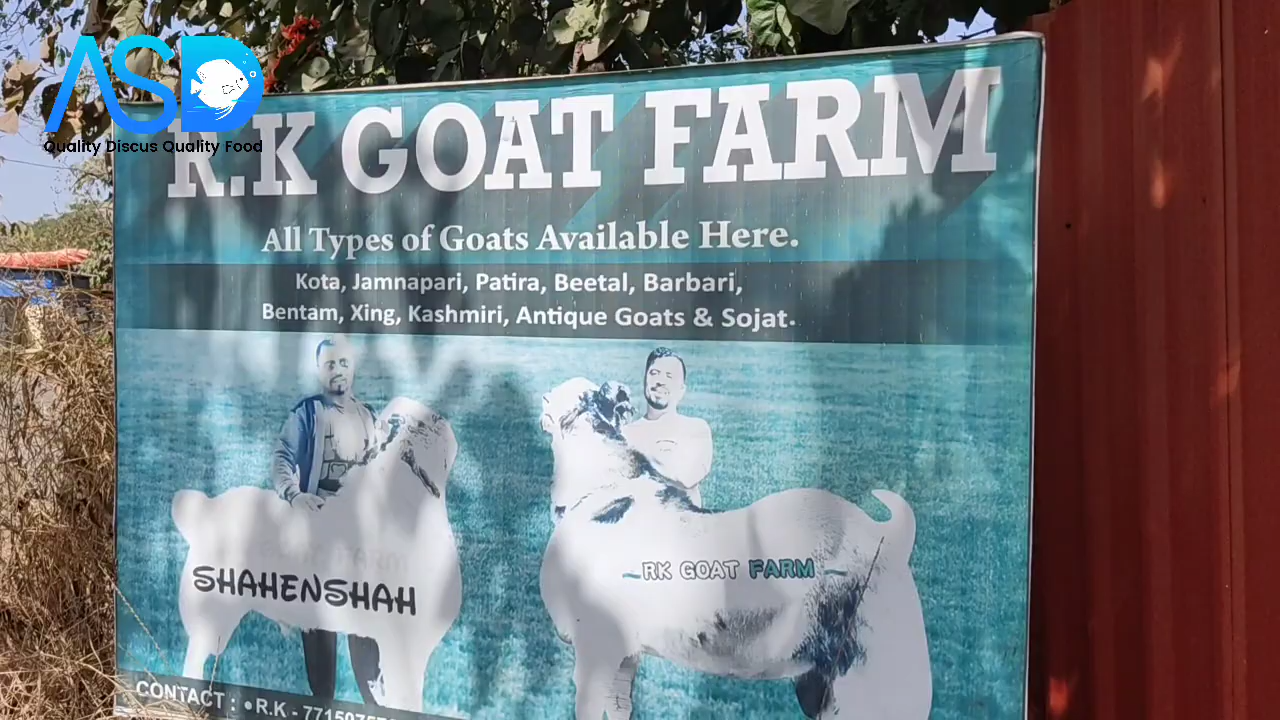 ASD
Quality Discus Quality Food
R.K GOAT FARM
All Types of Goats Available Here.
Kota, Jamnapari, Patira, Beetal, Barbari,
Bentam, Xing, Kashmiri, Antique Goats & Sojat.
SHAHENSHAH
RK GOAT FARM
CONTACT : •R.K -